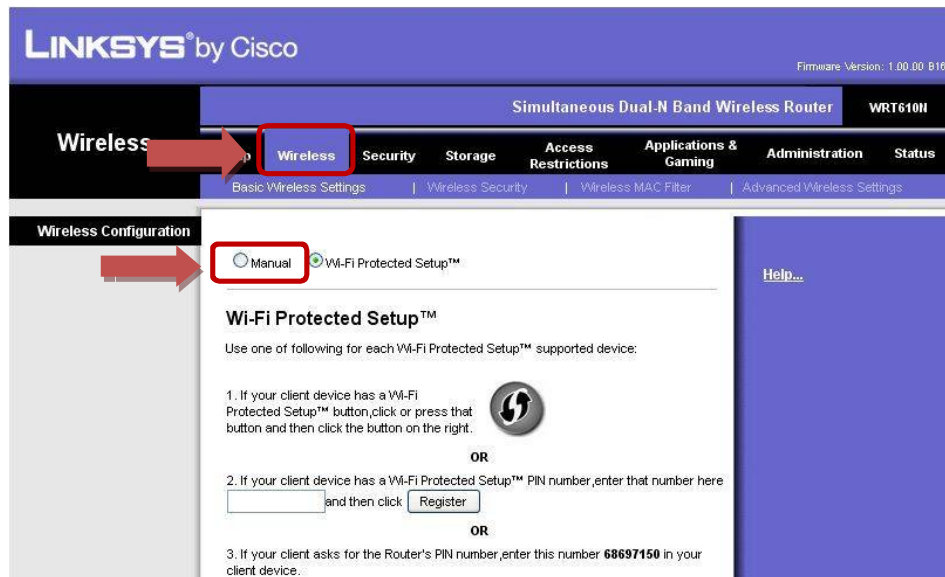 LINKSYS® by Cisco
Firmware Version: 1.00.00 B16
Simultaneous Dual-N Band Wireless Router WRT610N
Wireless
Wireless Security Storage Access Restrictions Applications & Gaming Administration Status
Basic Wireless Settings | Wireless Security | Wireless MAC Filter | Advanced Wireless Settings
Wireless Configuration
Manual Wi-Fi Protected Setup™
Help...
Wi-Fi Protected Setup™
Use one of following for each Wi-Fi Protected Setup™ supported device:
1. If your client device has a Wi-Fi
Protected Setup™ button,click or press that
button and then click the button on the right.
OR
2. If your client device has a Wi-Fi Protected Setup™ PIN number,enter that number here
and then click Register
OR
3. If your client asks for the Router's PIN number,enter this number 68697150 in your
client device.